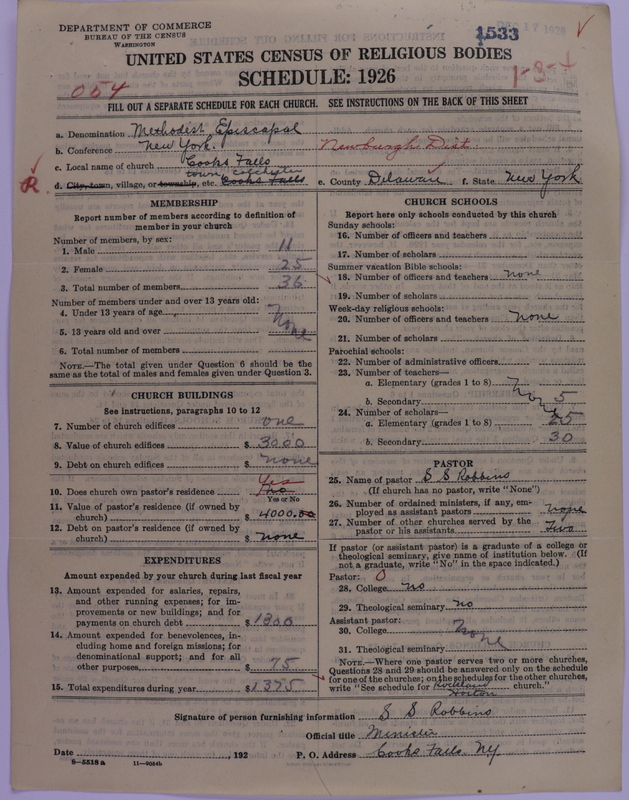 DEPARTMENT OF COMMERCE
BUREAU OF THE CENSUS
WASHINGTON
1533
DEC 17 1926
UNITED STATES CENSUS OF RELIGIOUS BODIES
SCHEDULE: 1926
054
1-3-4
FILL OUT A SEPARATE SCHEDULE FOR EACH CHURCH. SEE INSTRUCTIONS ON THE BACK OF THIS SHEET
a. Denomination Methodist Episcopal
b. Conference New York. Newburgh Dist
c. Local name of church Cooks Falls
R. d. City, town, village, or township, etc. Cooks Falls e. County Delaware f. State New York
MEMBERSHIP
Report number of members according to definition of member in your church
Number of members, by sex:
1. Male 11
2. Female 25
3. Total number of members 36
Number of members under and over 13 years old:
4. Under 13 years of age
5. 13 years old and over None
6. Total number of members
NOTE.—The total given under Question 6 should be the same as the total of males and females given under Question 3.
CHURCH BUILDINGS
See instructions, paragraphs 10 to 12
7. Number of church edifices one
8. Value of church edifices $ 3000
9. Debt on church edifices $ none
10. Does church own pastor's residence Yes no
Yes or No
11. Value of pastor's residence (if owned by church) $ 4000.00
12. Debt on pastor's residence (if owned by church) $ none
EXPENDITURES
Amount expended by your church during last fiscal year
13. Amount expended for salaries, repairs, and other running expenses; for improvements or new buildings; and for payments on church debt $ 1300
14. Amount expended for benevolences, including home and foreign missions; for denominational support; and for all other purposes $ 75
15. Total expenditures during year $ 1375
CHURCH SCHOOLS
Report here only schools conducted by this church
Sunday schools:
16. Number of officers and teachers
17. Number of scholars
Summer vacation Bible schools:
18. Number of officers and teachers none
19. Number of scholars
Week-day religious schools:
20. Number of officers and teachers none
21. Number of scholars
Parochial schools:
22. Number of administrative officers
23. Number of teachers—
a. Elementary (grades 1 to 8) None
b. Secondary 5
24. Number of scholars—
a. Elementary (grades 1 to 8) 25
b. Secondary 30
PASTOR
25. Name of pastor S S Robbins
(If church has no pastor, write "None")
26. Number of ordained ministers, if any, employed as assistant pastors none
27. Number of other churches served by the pastor or his assistants Two
If pastor (or assistant pastor) is a graduate of a college or theological seminary, give name of institution below. (If not a graduate, write "No" in the space indicated.)
Pastor: 0
28. College no
29. Theological seminary no
Assistant pastor:
30. College None
31. Theological seminary
NOTE.—Where one pastor serves two or more churches, Questions 28 and 29 should be answered only on the schedule for one of the churches; on the schedules for the other churches, write "See schedule for Rockland Horton church."
Signature of person furnishing information S S Robbins
Official title Minister
Date , 192 P. O. Address Cooks Falls NY
8—5518a 11—9054b